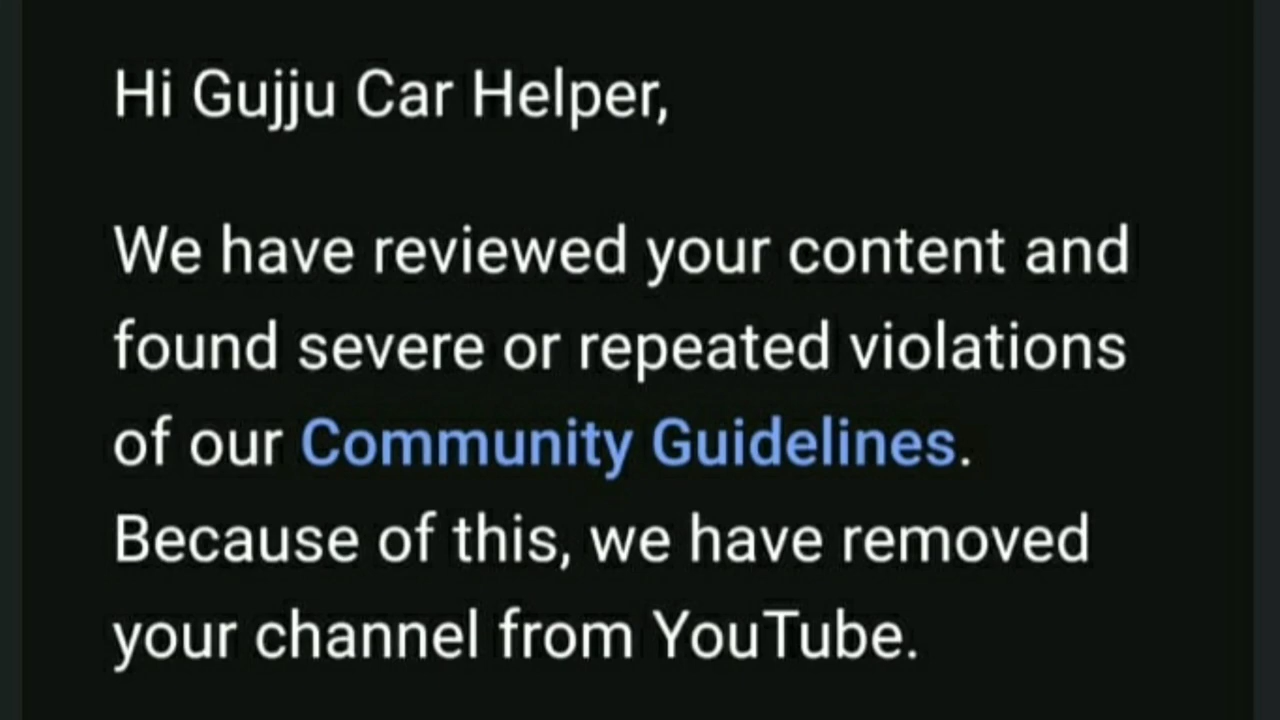 Hi Gujju Car Helper,
We have reviewed your content and
found severe or repeated violations
of our Community Guidelines.
Because of this, we have removed
your channel from YouTube.